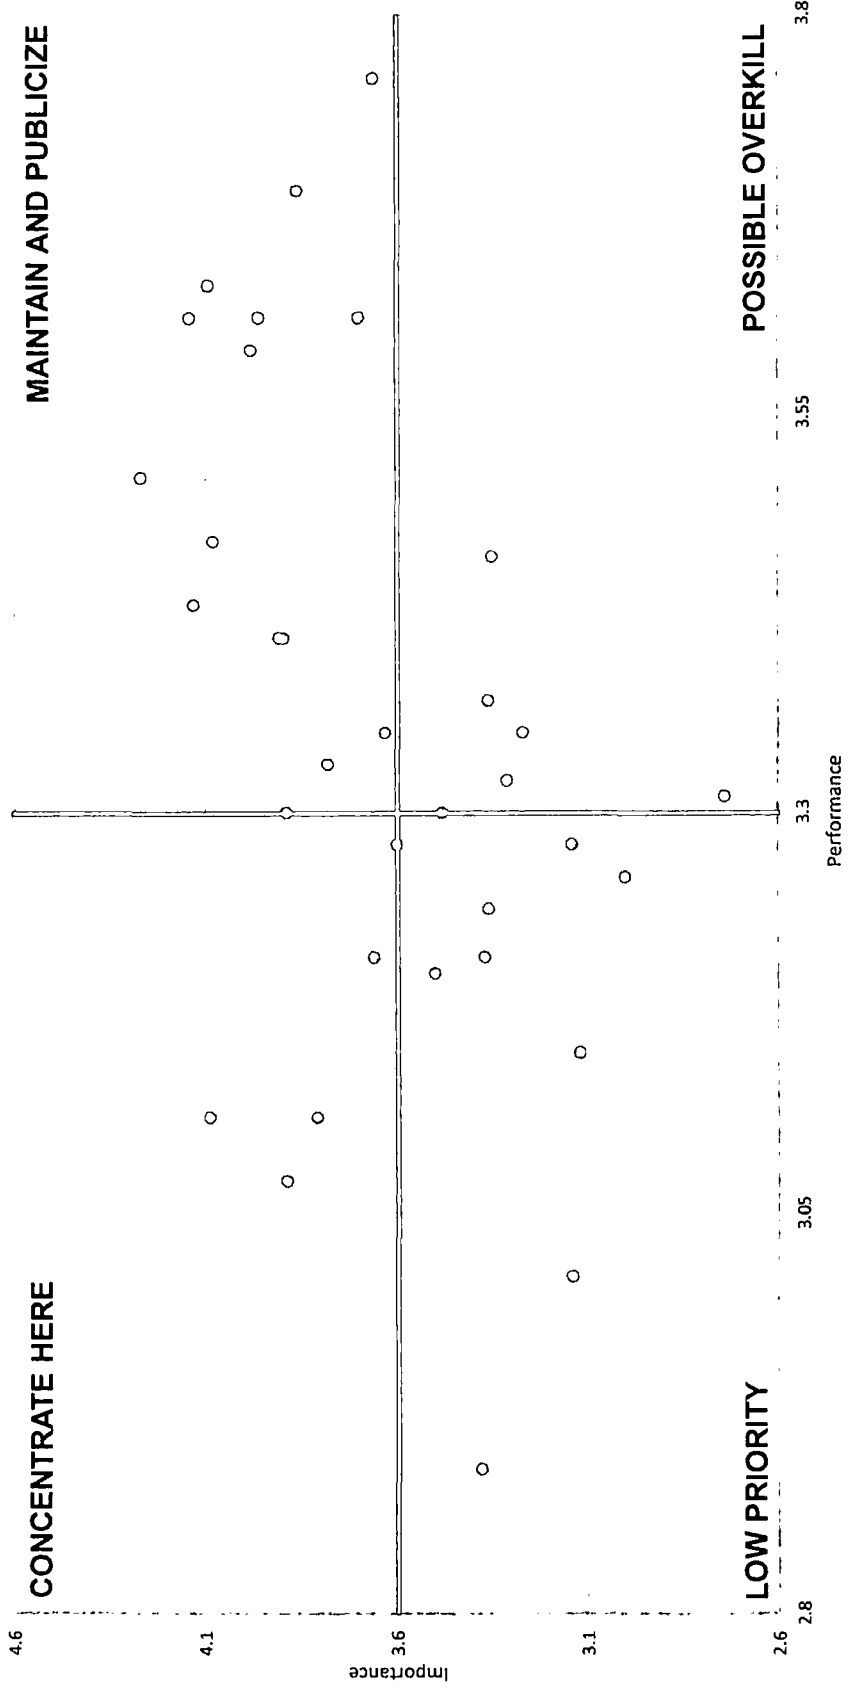 CONCENTRATE HERE
MAINTAIN AND PUBLICIZE
4.6
4.1
3.6
3.1
2.6
Importance
LOW PRIORITY
POSSIBLE OVERKILL
2.8
3.05
3.3
3.55
3.8
Performance